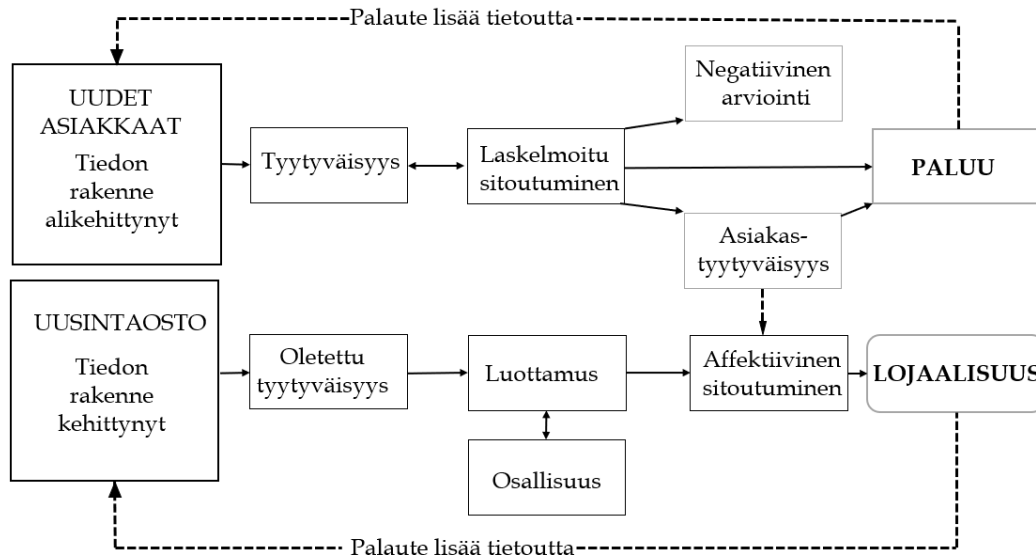 Palaute lisää tietoutta
UUDET
ASIAKKAAT
Tiedon
rakenne
alikehittynyt
Tyytyväisyys
Laskelmoitu
sitoutuminen
Negatiivinen
arviointi
PALUU
Asiakas-
tyytyväisyys
UUSINTAOSTO
Tiedon
rakenne
kehittynyt
Oletettu
tyytyväisyys
Luottamus
Affektiivinen
sitoutuminen
LOJAALISUUS
Osallisuus
Palaute lisää tietoutta